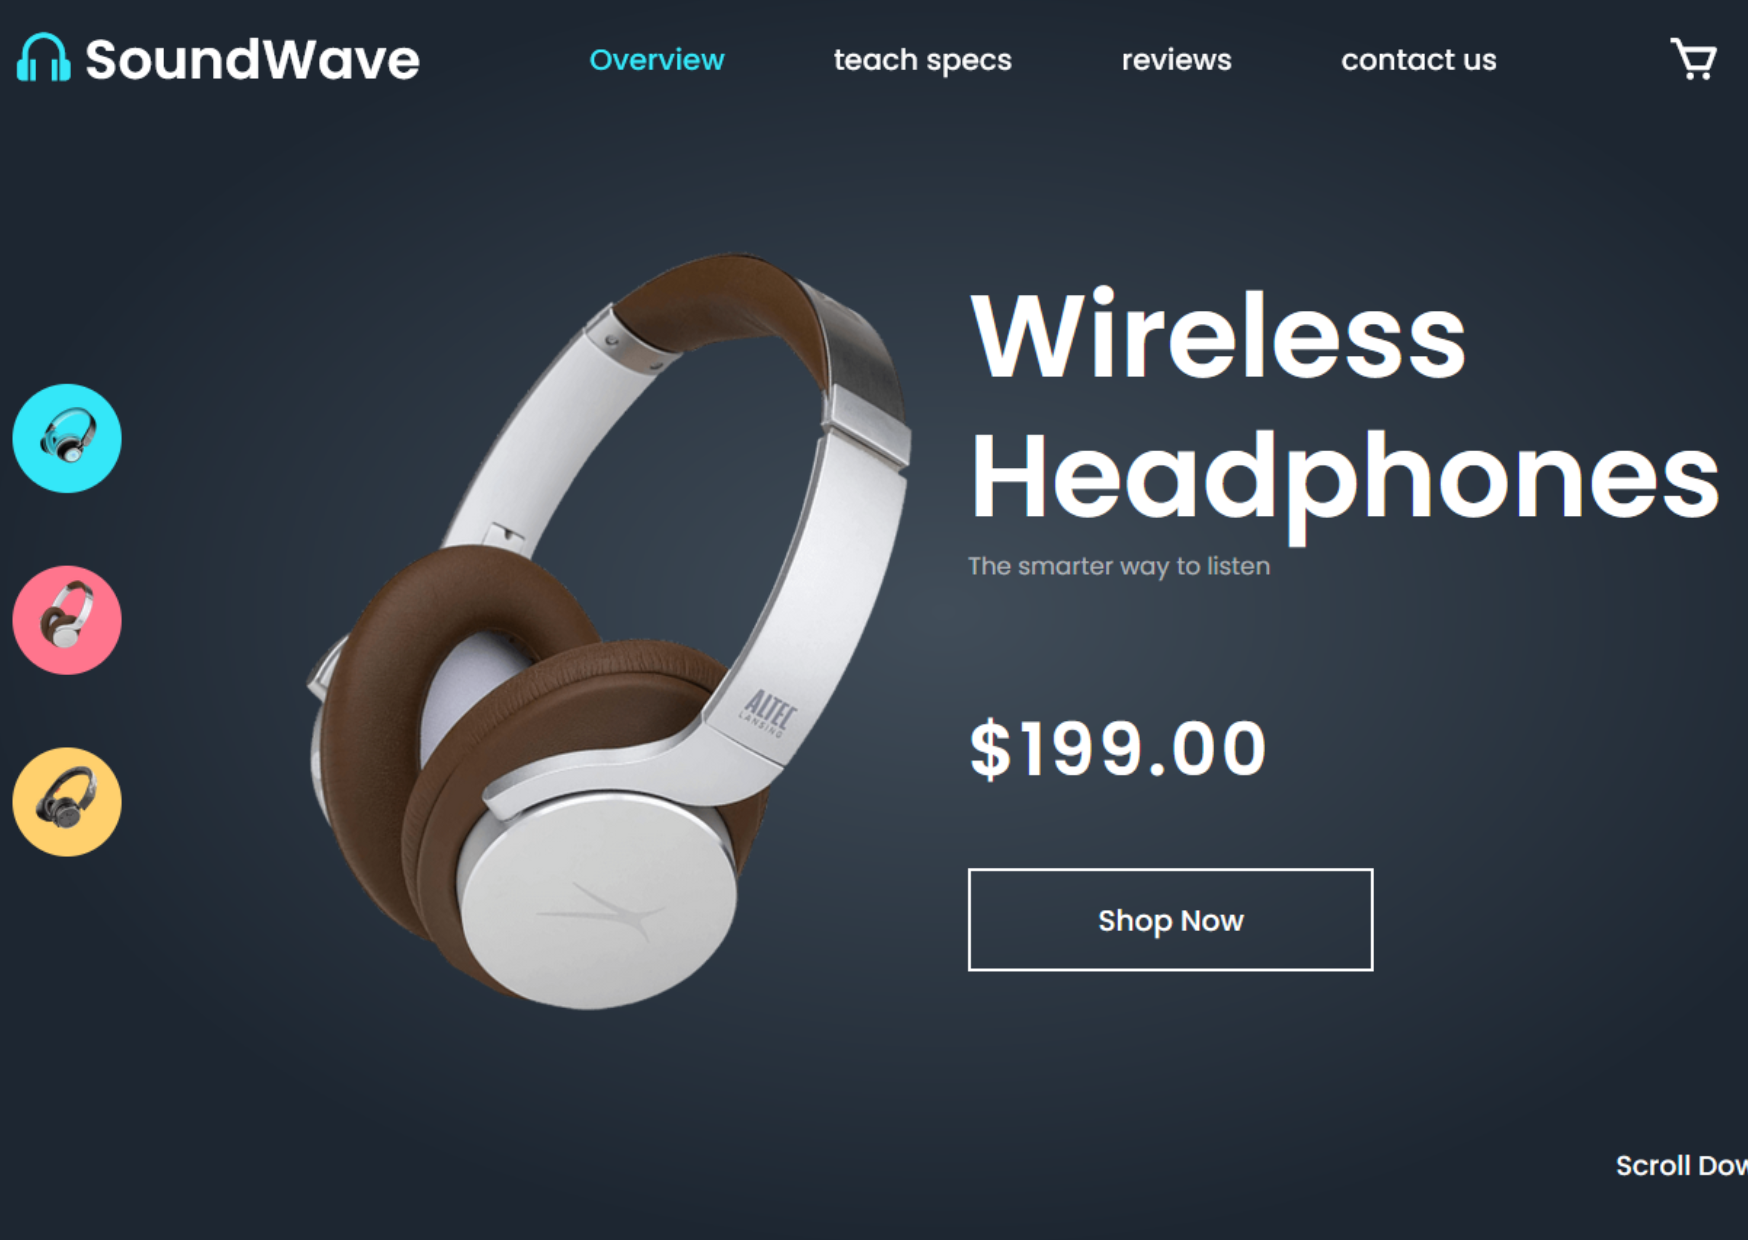 SoundWave
Overview
teach specs
reviews
contact us
Wireless
Headphones
The smarter way to listen
ALTEC
LANSING
$199.00
Shop Now
Scroll Dow